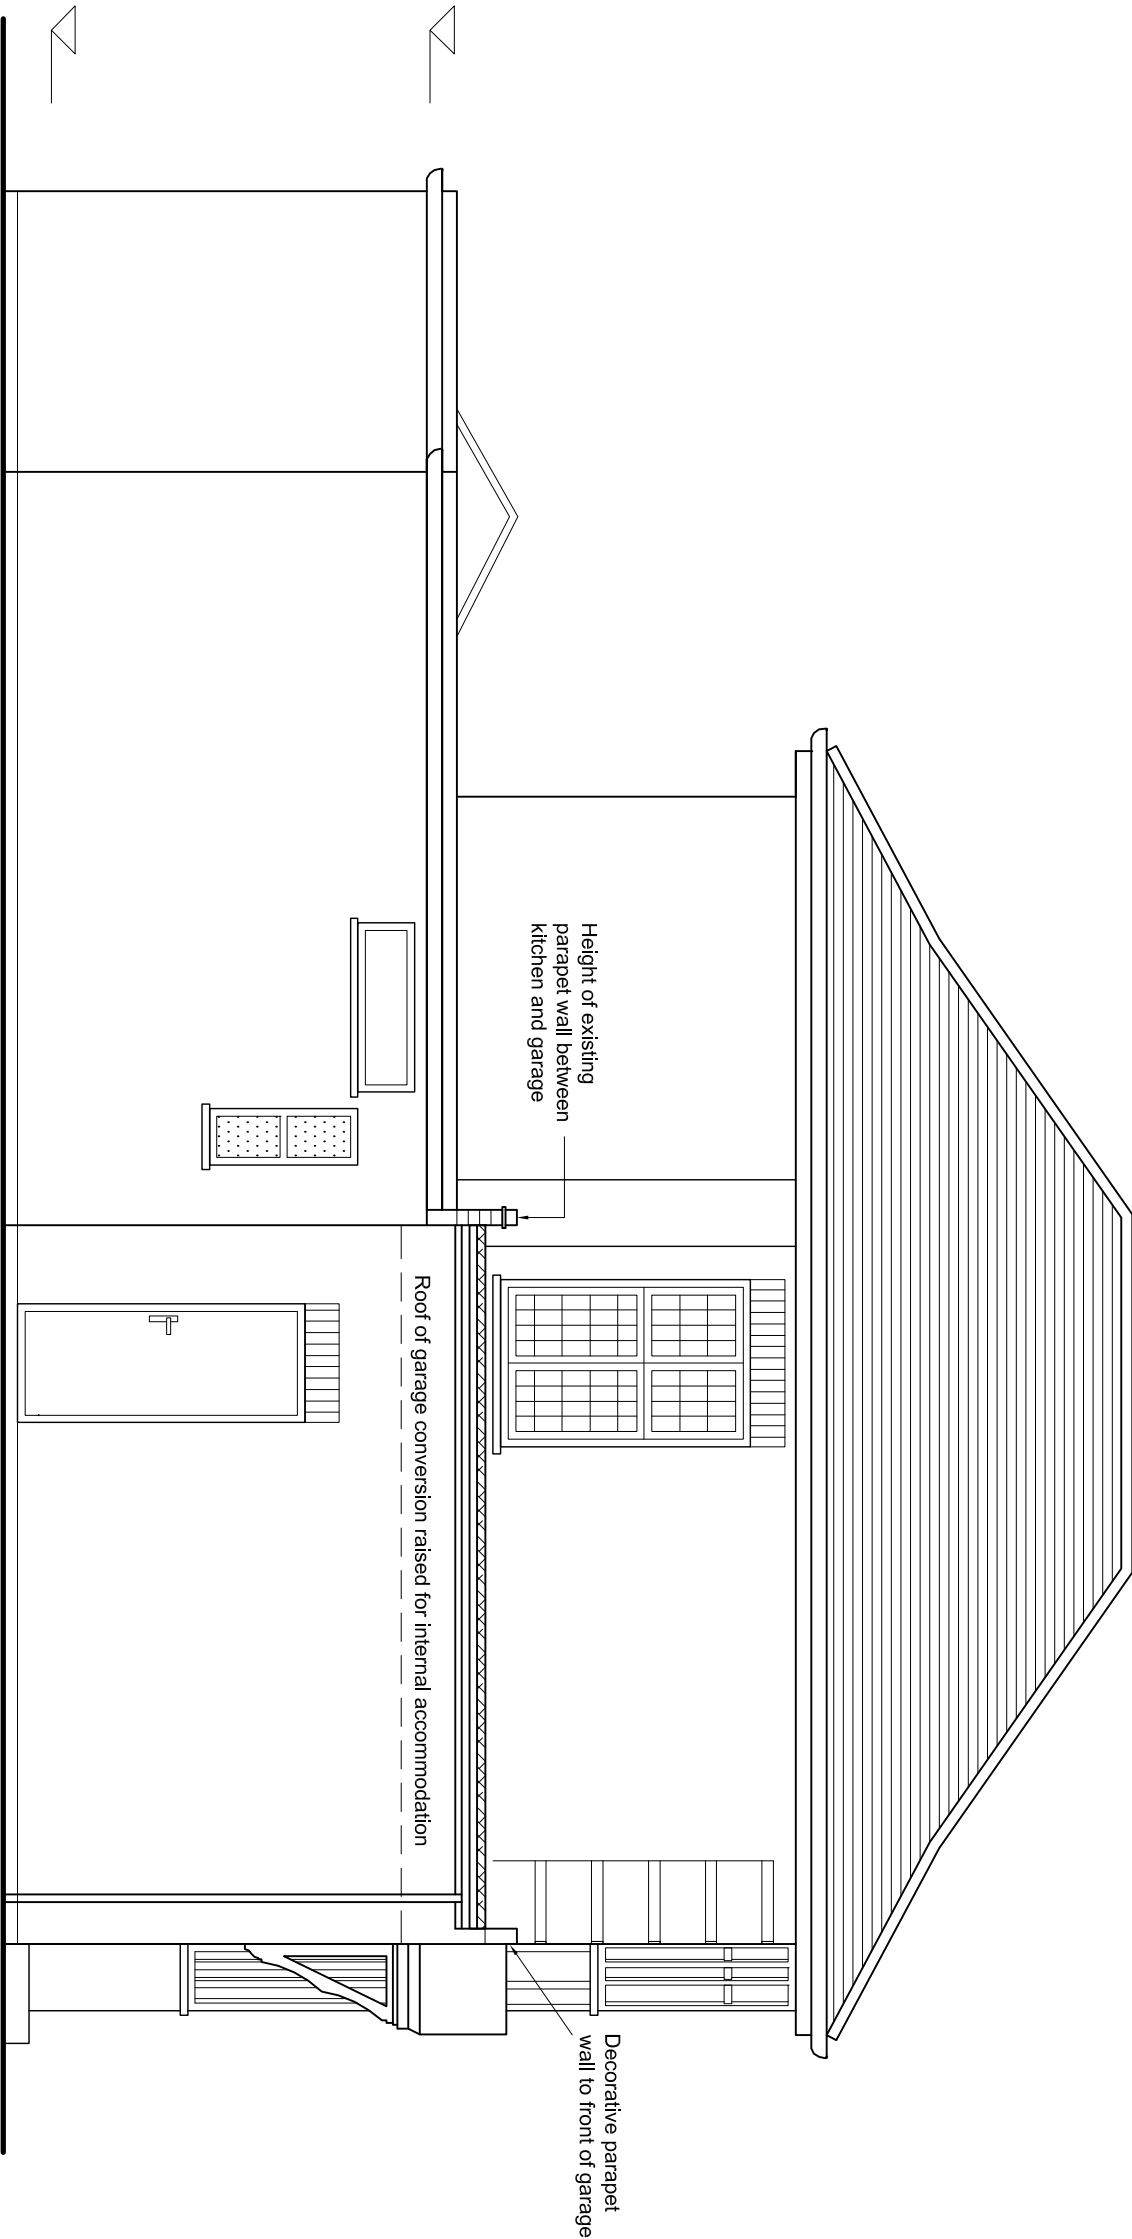 Height of existing
parapet wall between
kitchen and garage
Roof of garage conversion raised for internal accommodation
Decorative parapet
wall to front of garage